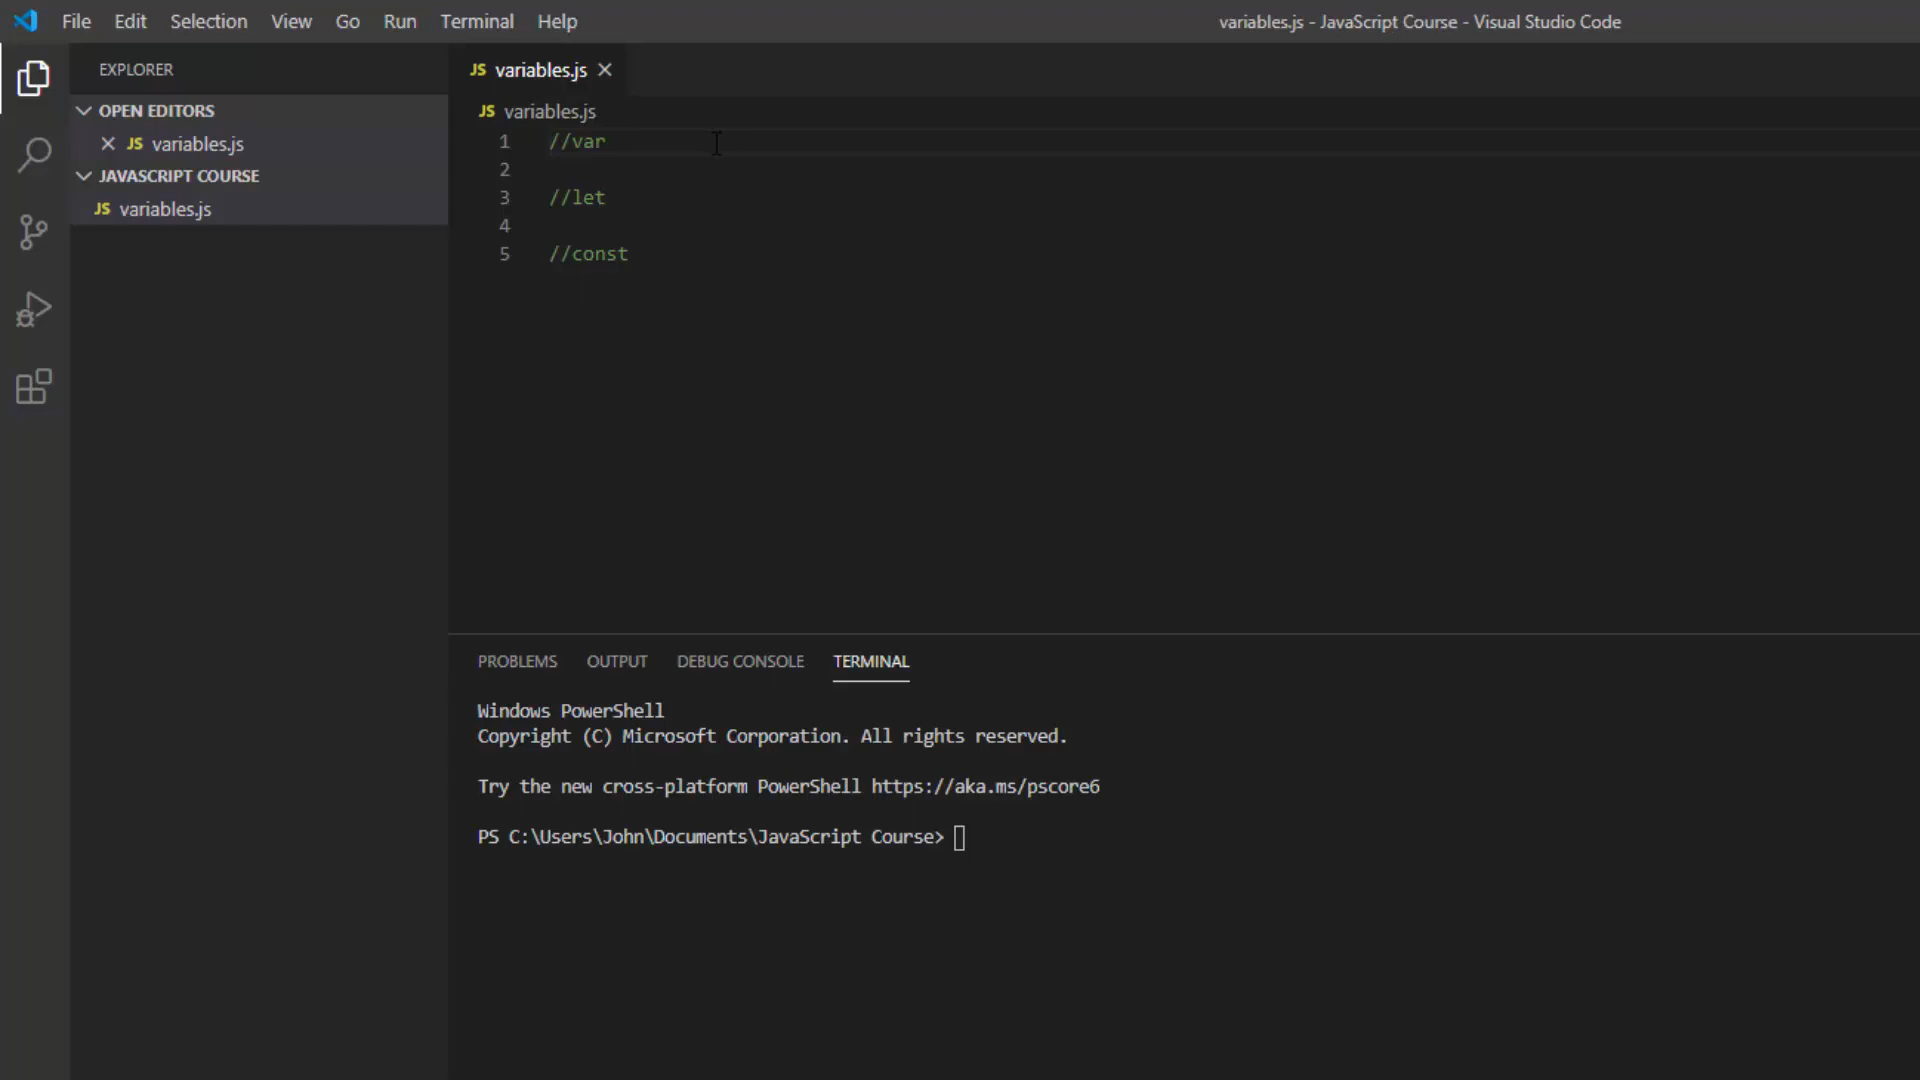 File Edit Selection View Go Run Terminal Help
variables.js - JavaScript Course - Visual Studio Code
EXPLORER
OPEN EDITORS
JS variables.js
JAVASCRIPT COURSE
JS variables.js
JS variables.js
JS variables.js
1 //var
2
3 //let
4
5 //const
PROBLEMS OUTPUT DEBUG CONSOLE TERMINAL
Windows PowerShell
Copyright (C) Microsoft Corporation. All rights reserved.
Try the new cross-platform PowerShell https://aka.ms/pscore6
PS C:\Users\John\Documents\JavaScript Course>